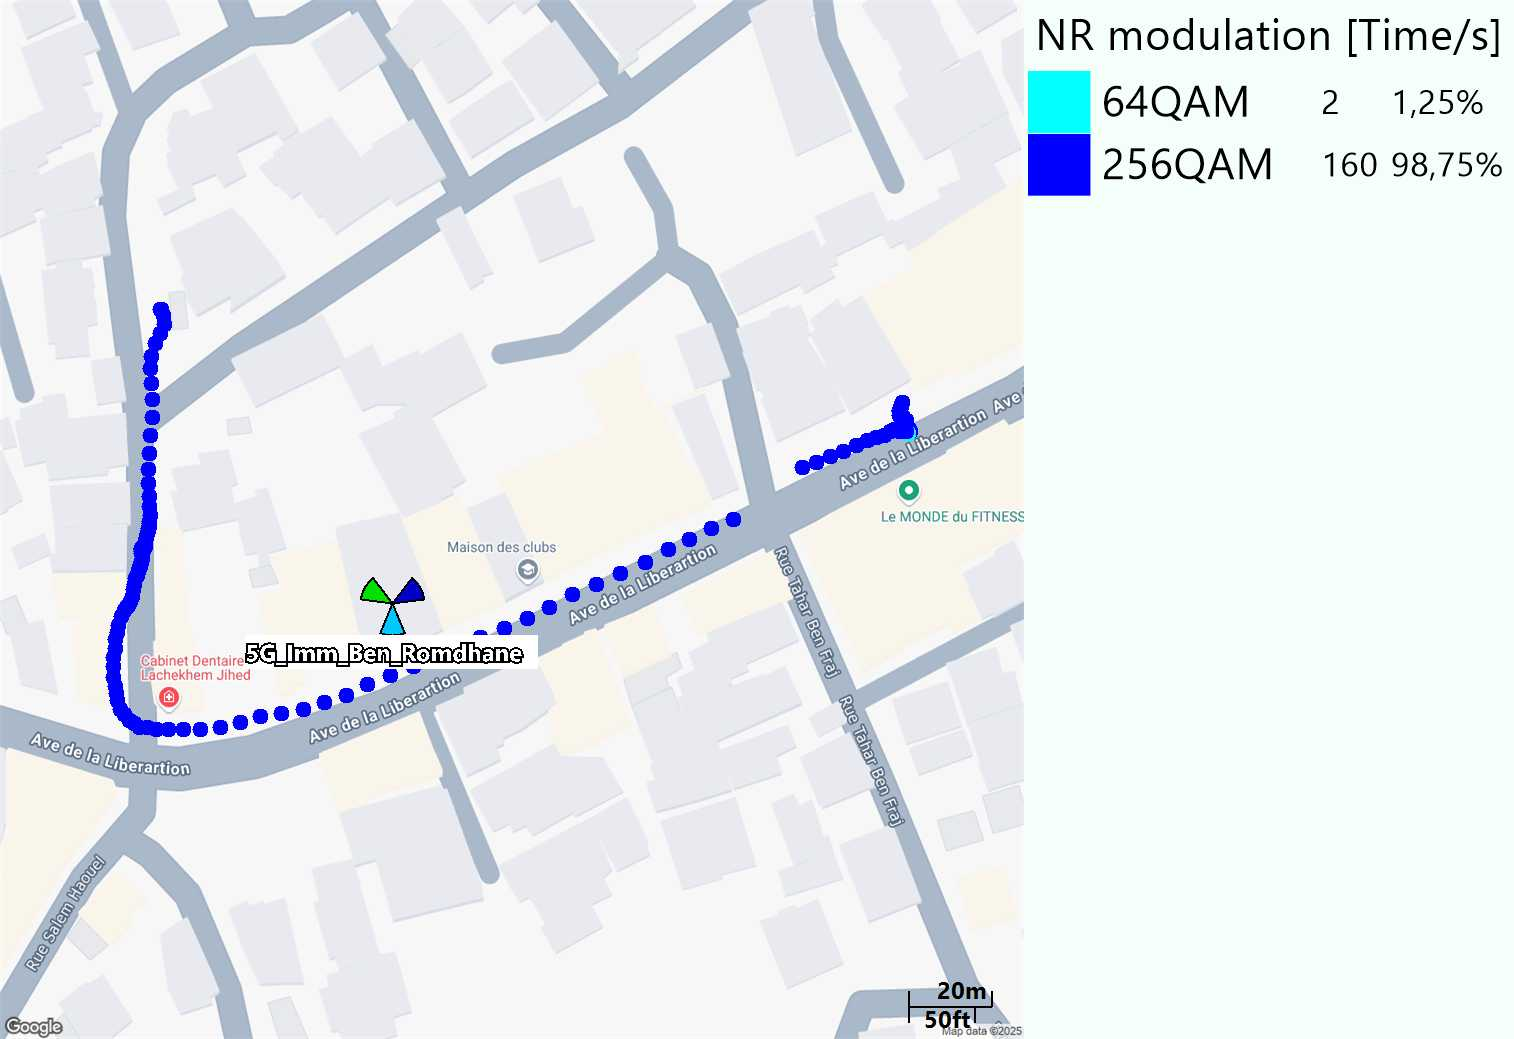 NR modulation [Time/s]
64QAM 2 1,25%
256QAM 160 98,75%
Ave
Ave de la Liberartion
Le MONDE du FITNESS
Maison des clubs
Ave de la Liberartion
Rue Tahar Ben Fraj
5G_Imm_Ben_Romdhane
Cabinet Dentaire
Lachekhem Jihed
Ave de la Liberartion
Ave de la Liberartion
Rue Tahar Ben Fraj
Rue Salem Haouel
20m
50ft
Google
Map data ©2025